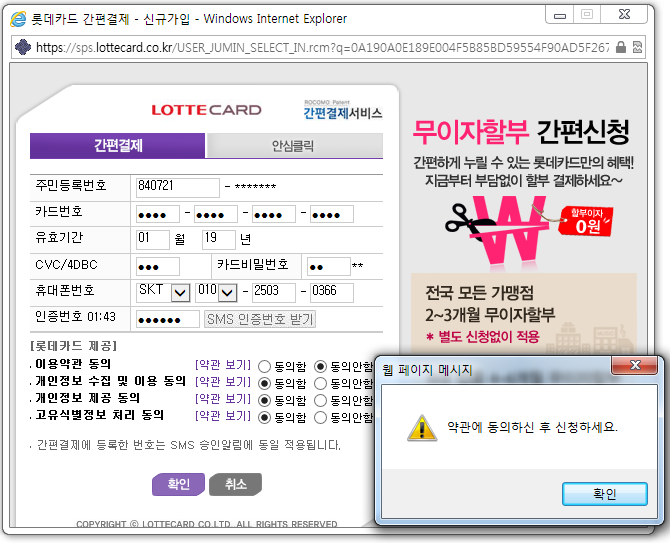 롯데카드 간편결제 - 신규가입 - Windows Internet Explorer
https://sps.lottecard.co.kr/USER_JUMIN_SELECT_IN.rcm?q=0A190A0E189E004F5B85BD59554F90AD5F267
LOTTECARD
ROCOMO Patent
간편결제서비스
간편결제 안심클릭
주민등록번호 840721 - *******
카드번호 ●●●● - ●●●● - ●●●● - ●●●●
유효기간 01 월 19 년
CVC/4DBC ●●● 카드비밀번호 ●● **
휴대폰번호 SKT 010 - 2503 - 0366
인증번호 01:43 ●●●●●● SMS 인증번호 받기
[롯데카드 제공]
. 이용약관 동의 [약관 보기] 동의함 동의안함
. 개인정보 수집 및 이용 동의 [약관 보기] 동의함 동의안함
. 개인정보 제공 동의 [약관 보기] 동의함 동의안함
. 고유식별정보 처리 동의 [약관 보기] 동의함 동의안함
. 간편결제에 등록한 번호는 SMS 승인알림에 동일 적용됩니다.
확인 취소
COPYRIGHT ⓒ LOTTECARD CO.LTD. ALL RIGHTS RESERVED
무이자할부 간편신청
간편하게 누릴 수 있는 롯데카드만의 혜택!
지금부터 부담없이 할부 결제하세요~
W
할부이자
0원
전국 모든 가맹점
2~3개월 무이자할부
* 별도 신청없이 적용
웹 페이지 메시지
약관에 동의하신 후 신청하세요.
확인